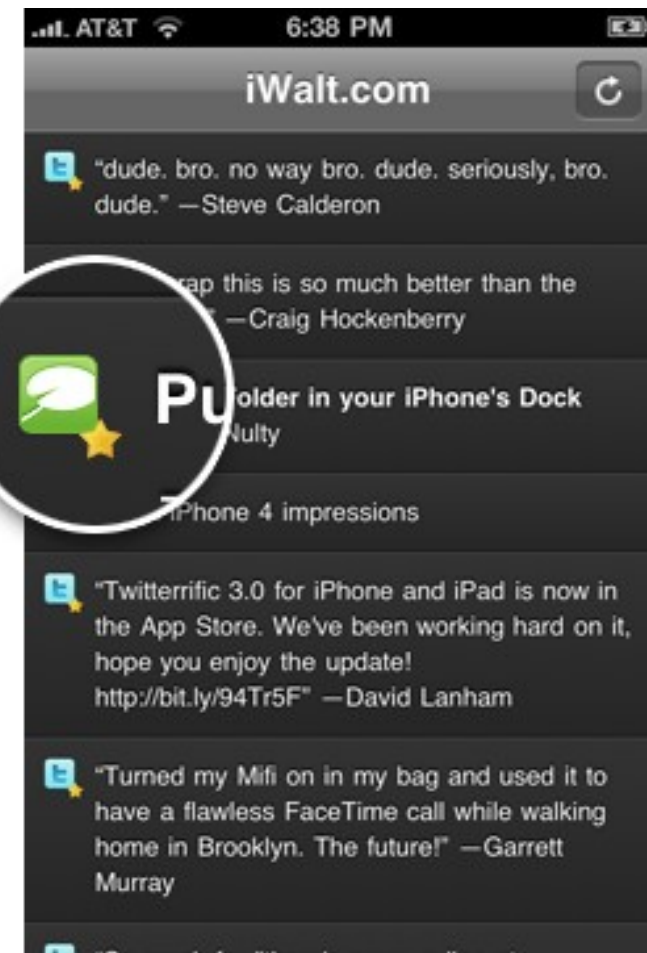 AT&T 6:38 PM
iWalt.com
“dude. bro. no way bro. dude. seriously, bro.
dude.” —Steve Calderon
this is so much better than the
” —Craig Hockenberry
Pu
in your iPhone's Dock
Nulty
iPhone 4 impressions
“Twitterrific 3.0 for iPhone and iPad is now in
the App Store. We've been working hard on it,
hope you enjoy the update!
http://bit.ly/94Tr5F” —David Lanham
“Turned my Mifi on in my bag and used it to
have a flawless FaceTime call while walking
home in Brooklyn. The future!” —Garrett
Murray